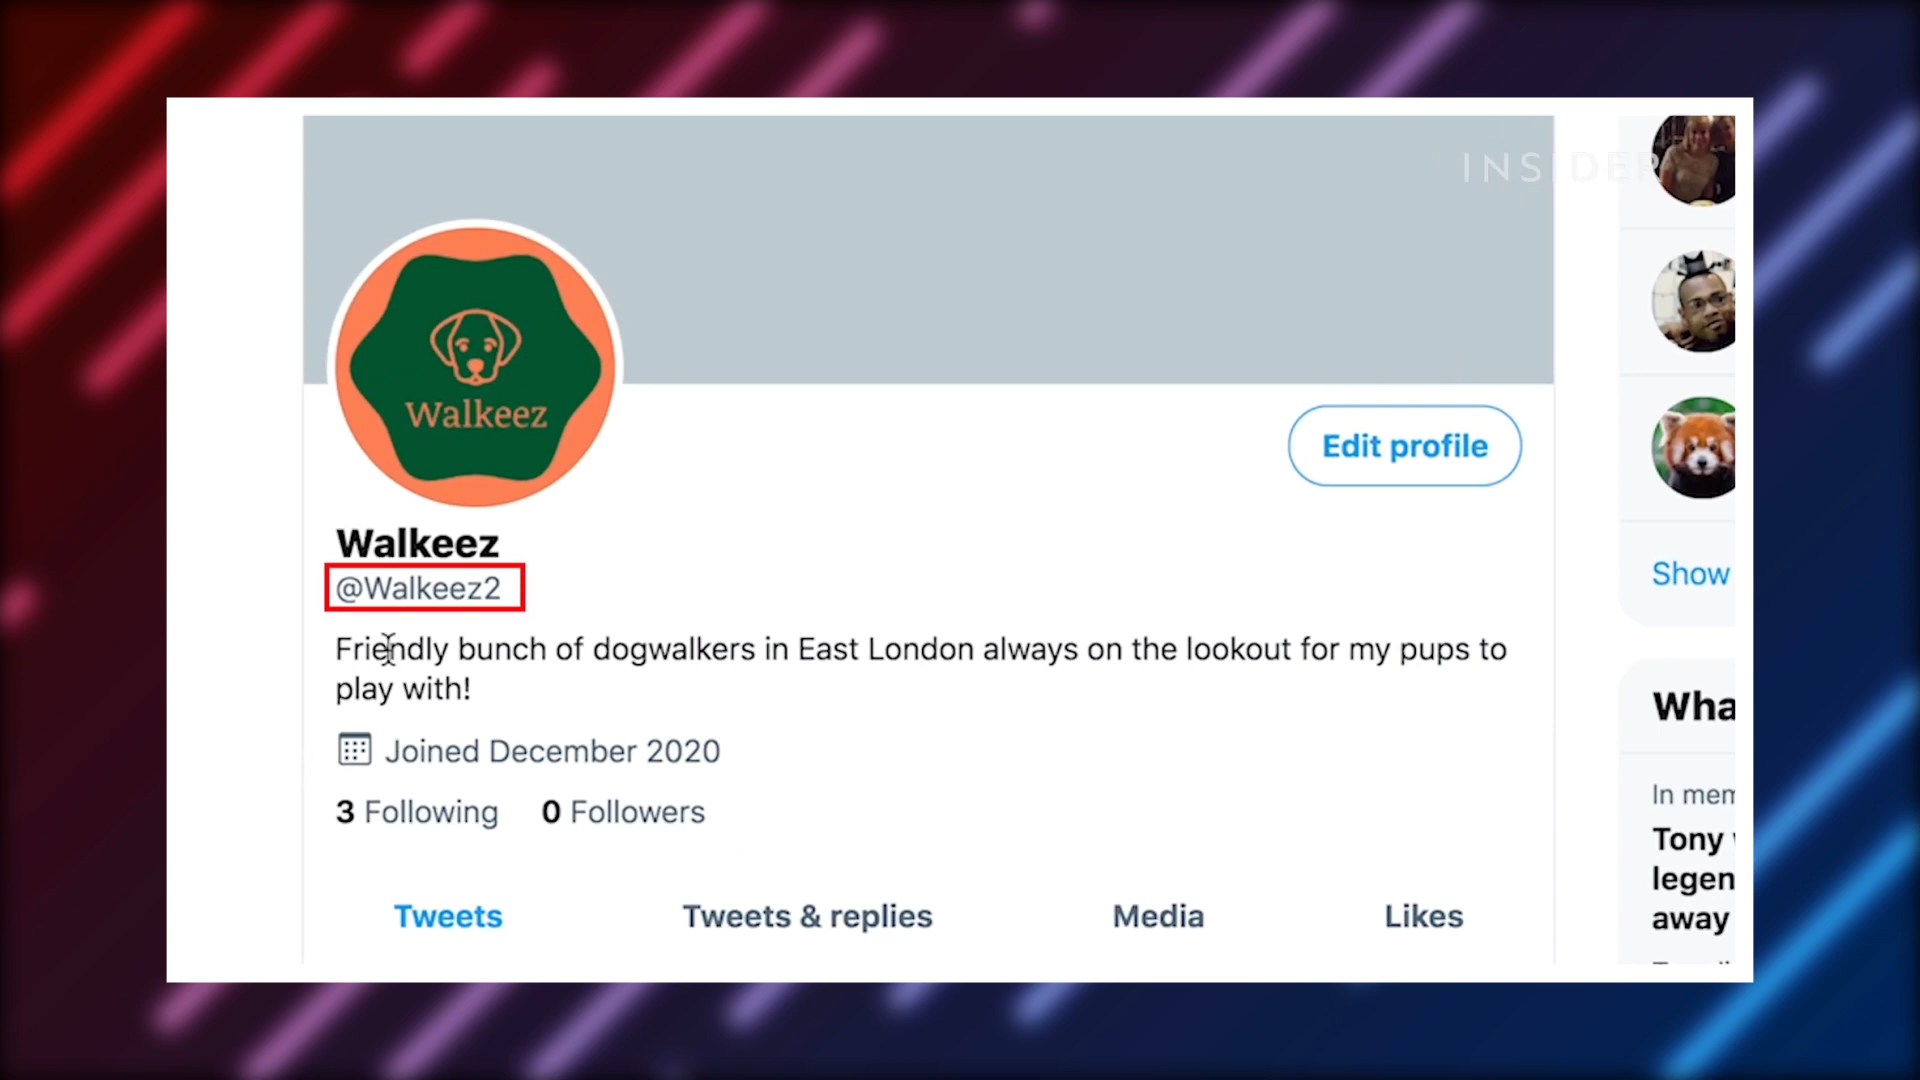 INSIDER
Walkeez
Edit profile
Walkeez
@Walkeez2
Friendly bunch of dogwalkers in East London always on the lookout for my pups to
play with!
Joined December 2020
3 Following 0 Followers
Tweets Tweets & replies Media Likes
Show
Wha
In mem
Tony
legen
away